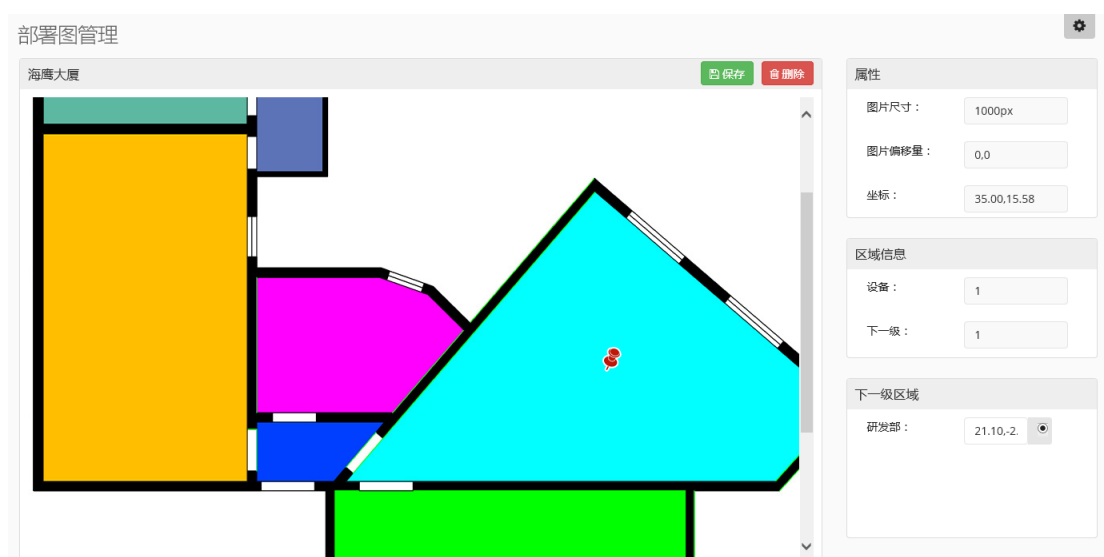 部署图管理
海鹰大厦
保存
删除
属性
图片尺寸：
1000px
图片偏移量：
0,0
坐标：
35.00,15.58
区域信息
设备：
1
下一级：
1
下一级区域
研发部：
21.10,-2.